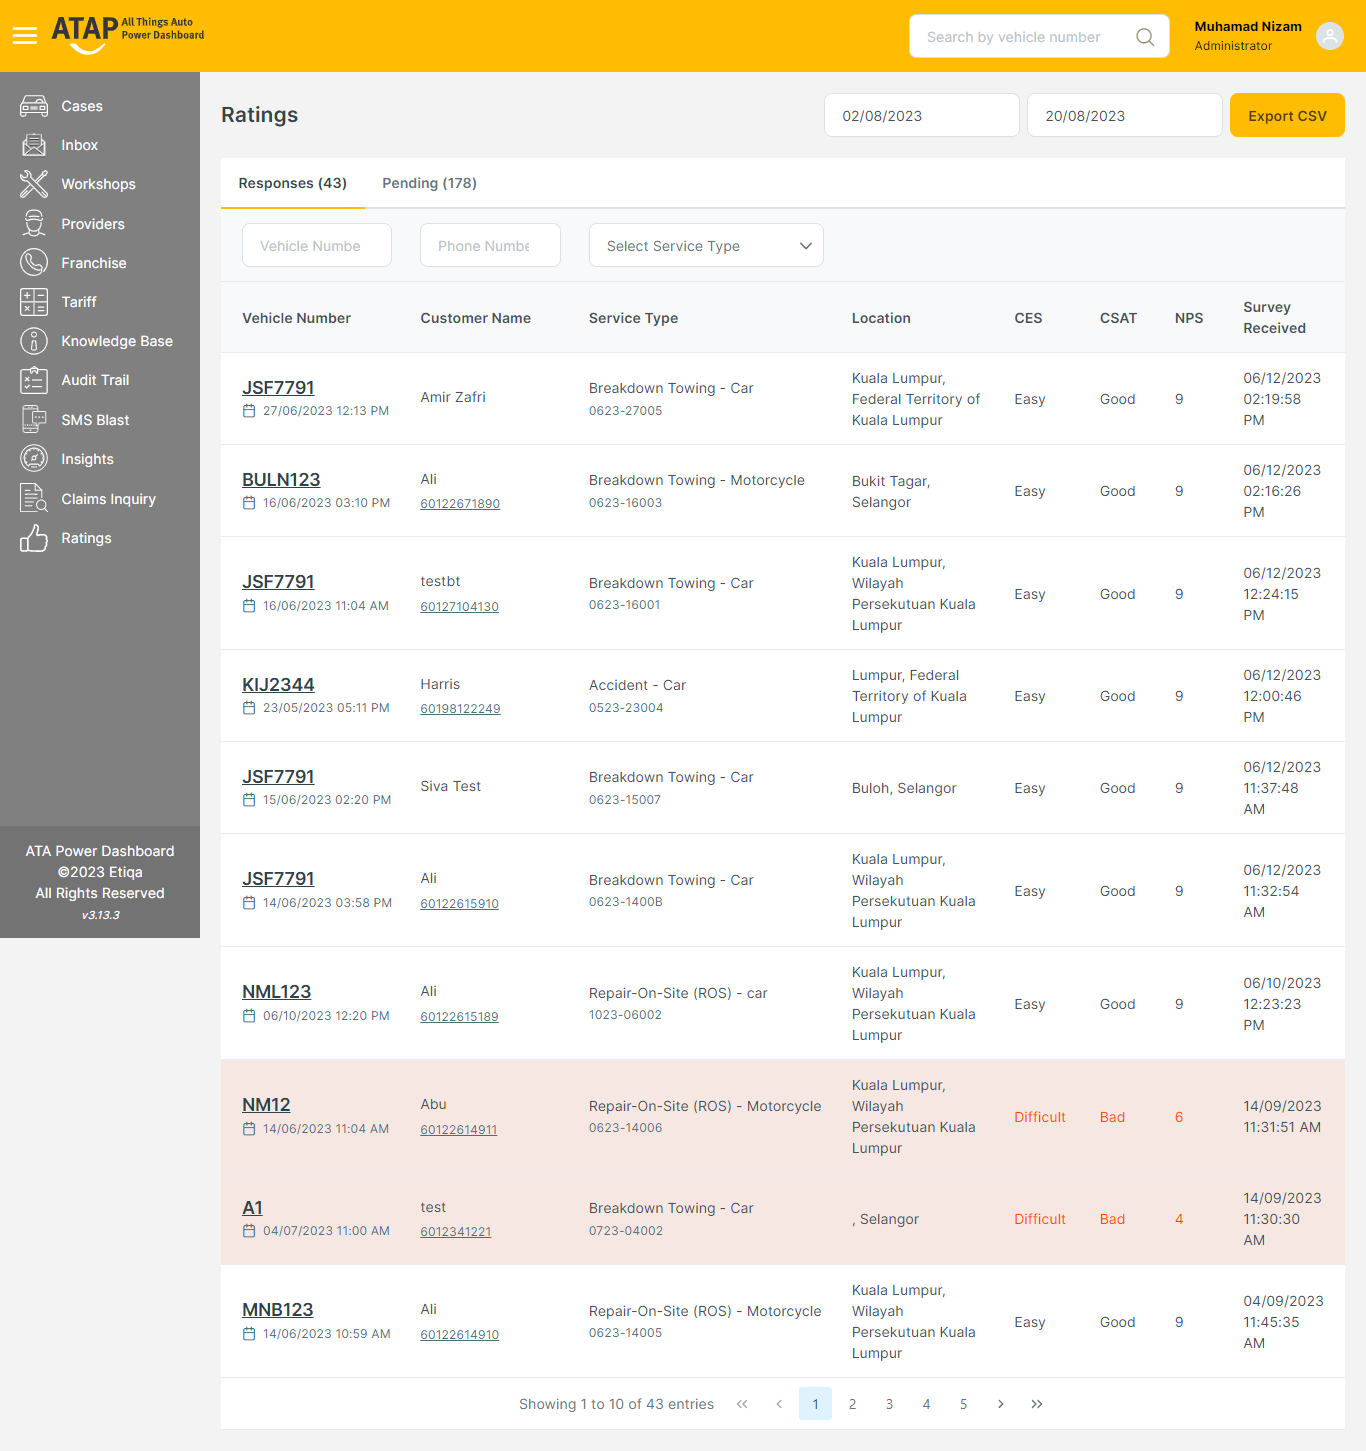 ATAP All Things Auto
Power Dashboard
Search by vehicle number
Muhamad Nizam
Administrator
Cases
Inbox
Workshops
Providers
Franchise
Tariff
Knowledge Base
Audit Trail
SMS Blast
Insights
Claims Inquiry
Ratings
ATA Power Dashboard
©2023 Etiqa
All Rights Reserved
v3.13.3
Ratings
02/08/2023
20/08/2023
Export CSV
Responses (43)
Pending (178)
Vehicle Numbe
Phone Numbe
Select Service Type
Vehicle Number
Customer Name
Service Type
Location
CES
CSAT
NPS
Survey
Received
JSF7791
27/06/2023 12:13 PM
Amir Zafri
Breakdown Towing - Car
0623-27005
Kuala Lumpur,
Federal Territory of
Kuala Lumpur
Easy
Good
9
06/12/2023
02:19:58
PM
BULN123
16/06/2023 03:10 PM
Ali
60122671890
Breakdown Towing - Motorcycle
0623-16003
Bukit Tagar,
Selangor
Easy
Good
9
06/12/2023
02:16:26
PM
JSF7791
16/06/2023 11:04 AM
testbt
60127104130
Breakdown Towing - Car
0623-16001
Kuala Lumpur,
Wilayah
Persekutuan Kuala
Lumpur
Easy
Good
9
06/12/2023
12:24:15
PM
KIJ2344
23/05/2023 05:11 PM
Harris
60198122249
Accident - Car
0523-23004
Lumpur, Federal
Territory of Kuala
Lumpur
Easy
Good
9
06/12/2023
12:00:46
PM
JSF7791
15/06/2023 02:20 PM
Siva Test
Breakdown Towing - Car
0623-15007
Buloh, Selangor
Easy
Good
9
06/12/2023
11:37:48
AM
JSF7791
14/06/2023 03:58 PM
Ali
60122615910
Breakdown Towing - Car
0623-1400B
Kuala Lumpur,
Wilayah
Persekutuan Kuala
Lumpur
Easy
Good
9
06/12/2023
11:32:54
AM
NML123
06/10/2023 12:20 PM
Ali
60122615189
Repair-On-Site (ROS) - car
1023-06002
Kuala Lumpur,
Wilayah
Persekutuan Kuala
Lumpur
Easy
Good
9
06/10/2023
12:23:23
PM
NM12
14/06/2023 11:04 AM
Abu
60122614911
Repair-On-Site (ROS) - Motorcycle
0623-14006
Kuala Lumpur,
Wilayah
Persekutuan Kuala
Lumpur
Difficult
Bad
6
14/09/2023
11:31:51 AM
A1
04/07/2023 11:00 AM
test
6012341221
Breakdown Towing - Car
0723-04002
, Selangor
Difficult
Bad
4
14/09/2023
11:30:30
AM
MNB123
14/06/2023 10:59 AM
Ali
60122614910
Repair-On-Site (ROS) - Motorcycle
0623-14005
Kuala Lumpur,
Wilayah
Persekutuan Kuala
Lumpur
Easy
Good
9
04/09/2023
11:45:35
AM
Showing 1 to 10 of 43 entries « ‹ 1 2 3 4 5 › »